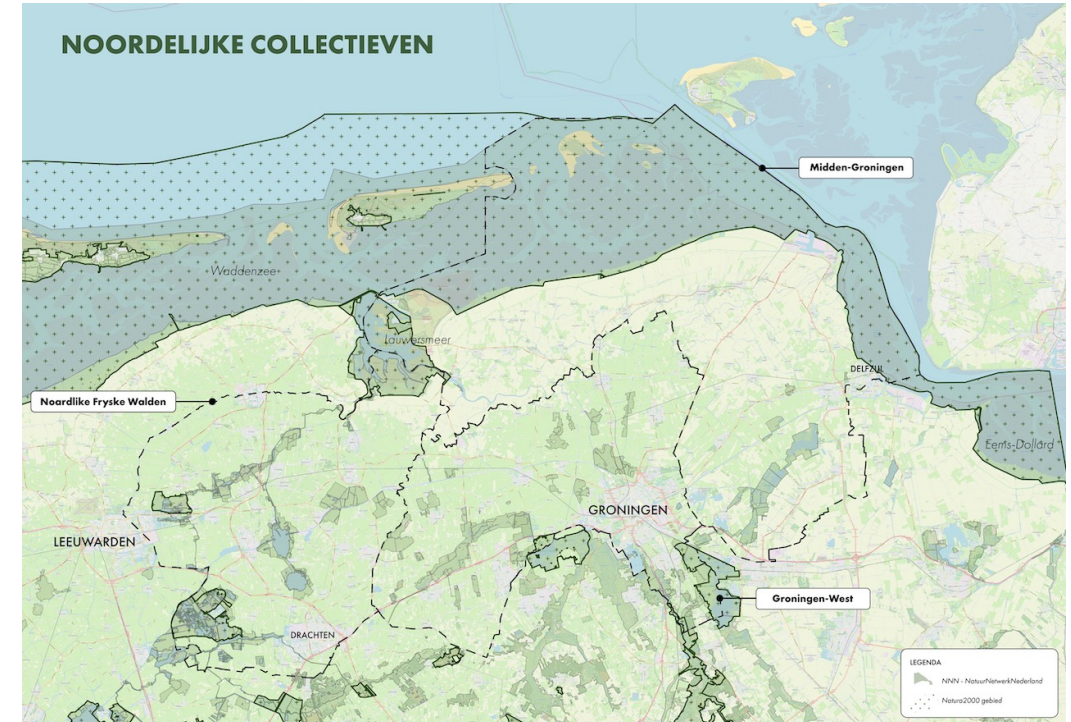 NOORDELIJKE COLLECTIEVEN
Midden-Groningen
Waddenzee
Lauwersmeer
DELFZIJL
Noardlike Fryske Walden
Eems-Dollard
GRONINGEN
LEEUWARDEN
Groningen-West
DRACHTEN
LEGENDA
NNN - NatuurNetwerkNederland
Natura2000 gebied